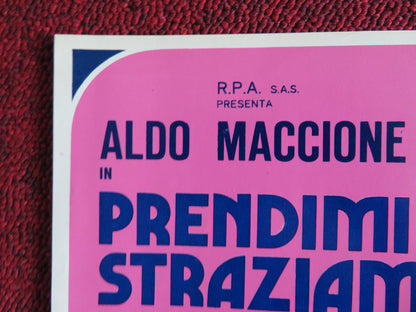 R.P.A. S.A.S.
PRESENTA
ALDO MACCIONE
IN
PRENDIMI
STRAZIAM